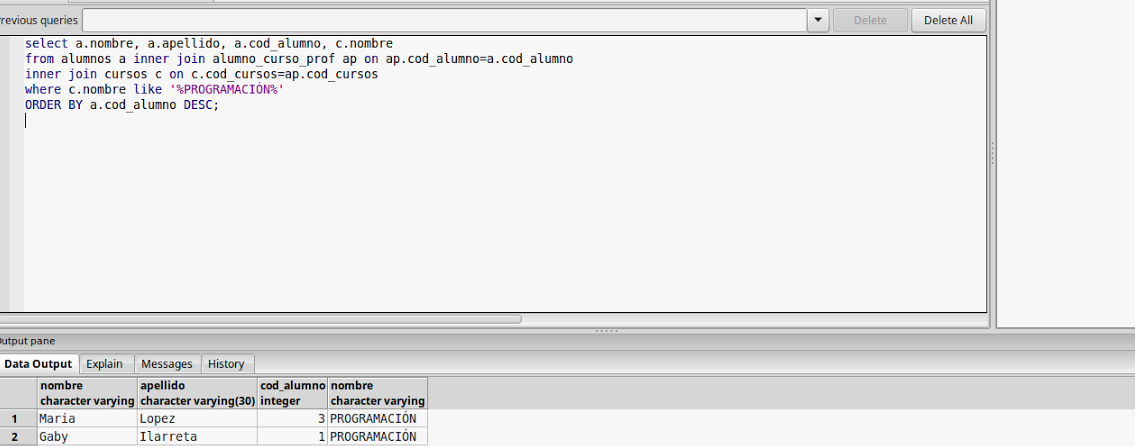 revious queries Delete Delete All
select a.nombre, a.apellido, a.cod_alumno, c.nombre
from alumnos a inner join alumno_curso_prof ap on ap.cod_alumno=a.cod_alumno
inner join cursos c on c.cod_cursos=ap.cod_cursos
where c.nombre like '%PROGRAMACIÓN%'
ORDER BY a.cod_alumno DESC;
utput pane
Data Output Explain Messages History
nombre apellido cod_alumno nombre
character varying character varying(30) integer character varying
1 Maria Lopez 3 PROGRAMACIÓN
2 Gaby Ilarreta 1 PROGRAMACIÓN